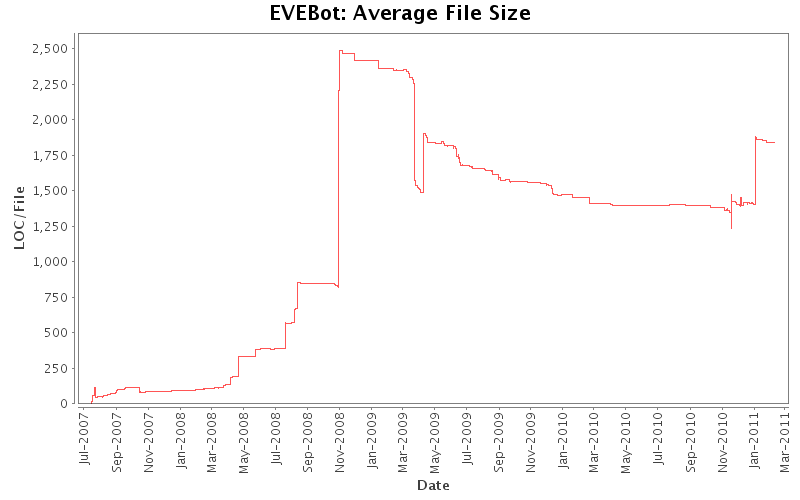 EVEBot: Average File Size
LOC/File
2,500
2,250
2,000
1,750
1,500
1,250
1,000
750
500
250
0
Jul-2007
Sep-2007
Nov-2007
Jan-2008
Mar-2008
May-2008
Jul-2008
Sep-2008
Nov-2008
Jan-2009
Mar-2009
May-2009
Jul-2009
Sep-2009
Nov-2009
Jan-2010
Mar-2010
May-2010
Jul-2010
Sep-2010
Nov-2010
Jan-2011
Mar-2011
Date